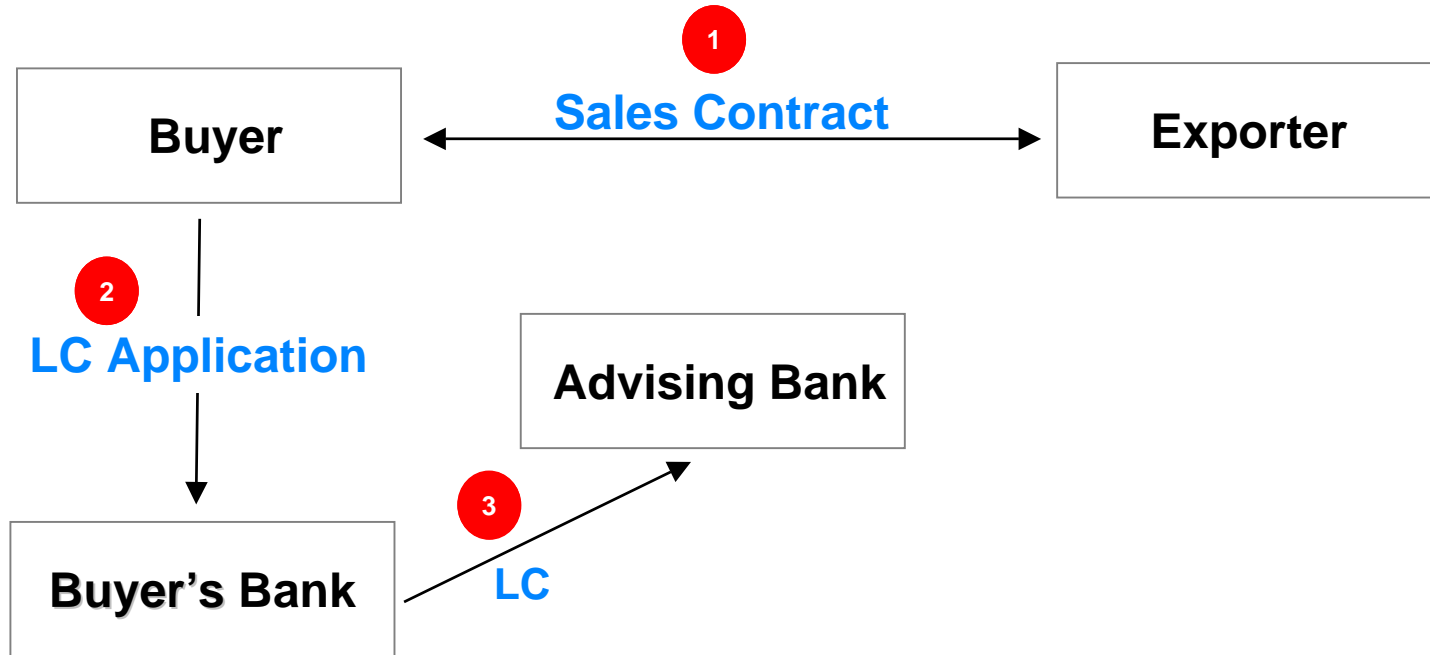 1
Sales Contract
Buyer
Exporter
2
LC Application
Advising Bank
3
LC
Buyer’s Bank